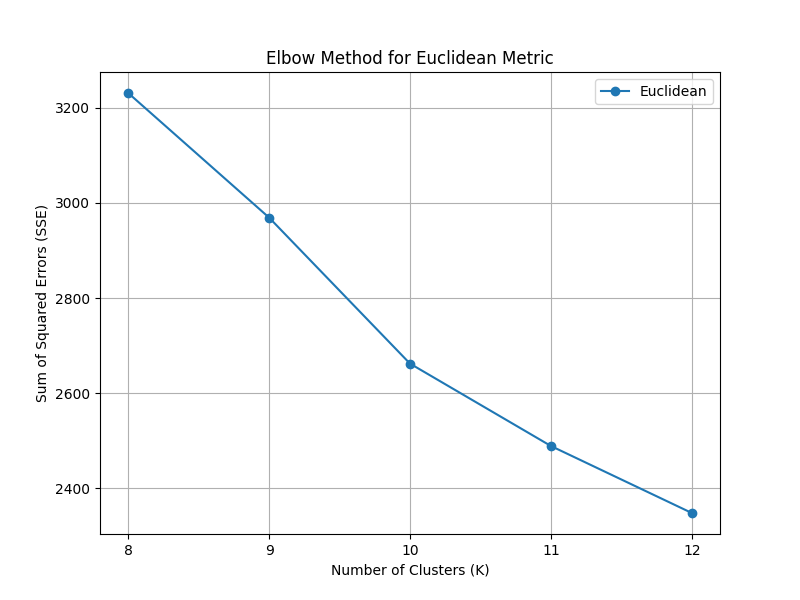 Elbow Method for Euclidean Metric
Euclidean
3200
3000
2800
2600
2400
Sum of Squared Errors (SSE)
8
9
10
11
12
Number of Clusters (K)